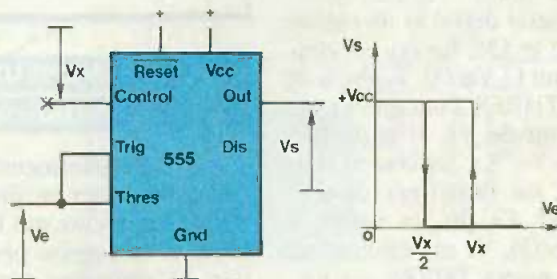 + +
Vx
Reset Vcc
Control Out
Trig
555
Dis
Vs
Thres
Ve
Gnd
Vs
+Vcc
Ve
o
Vx
2
Vx